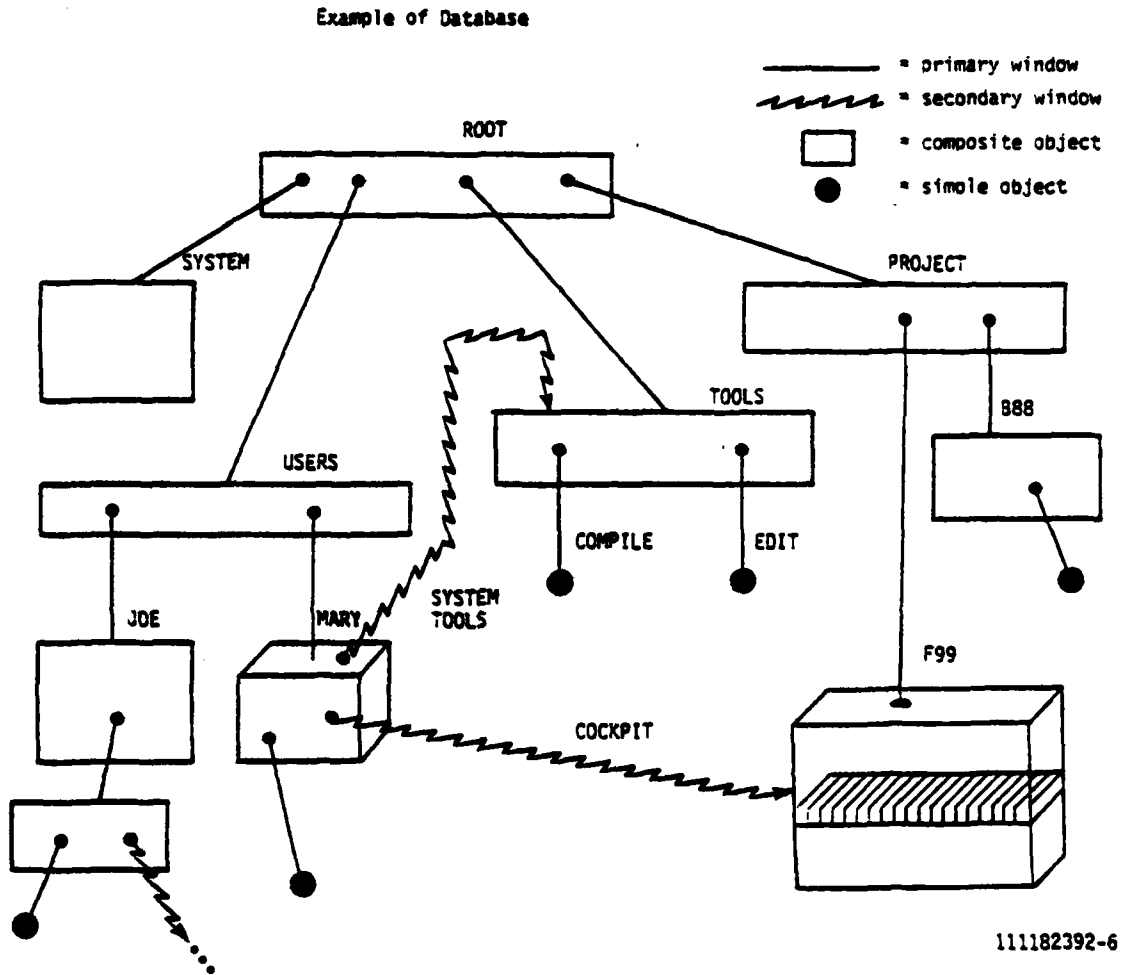 Example of Database
= primary window
= secondary window
= composite object
= simole object
ROOT
SYSTEM
PROJECT
TOOLS
B88
USERS
COMPILE
EDIT
SYSTEM
TOOLS
JOE
MARY
F99
COCKPIT
111182392-6